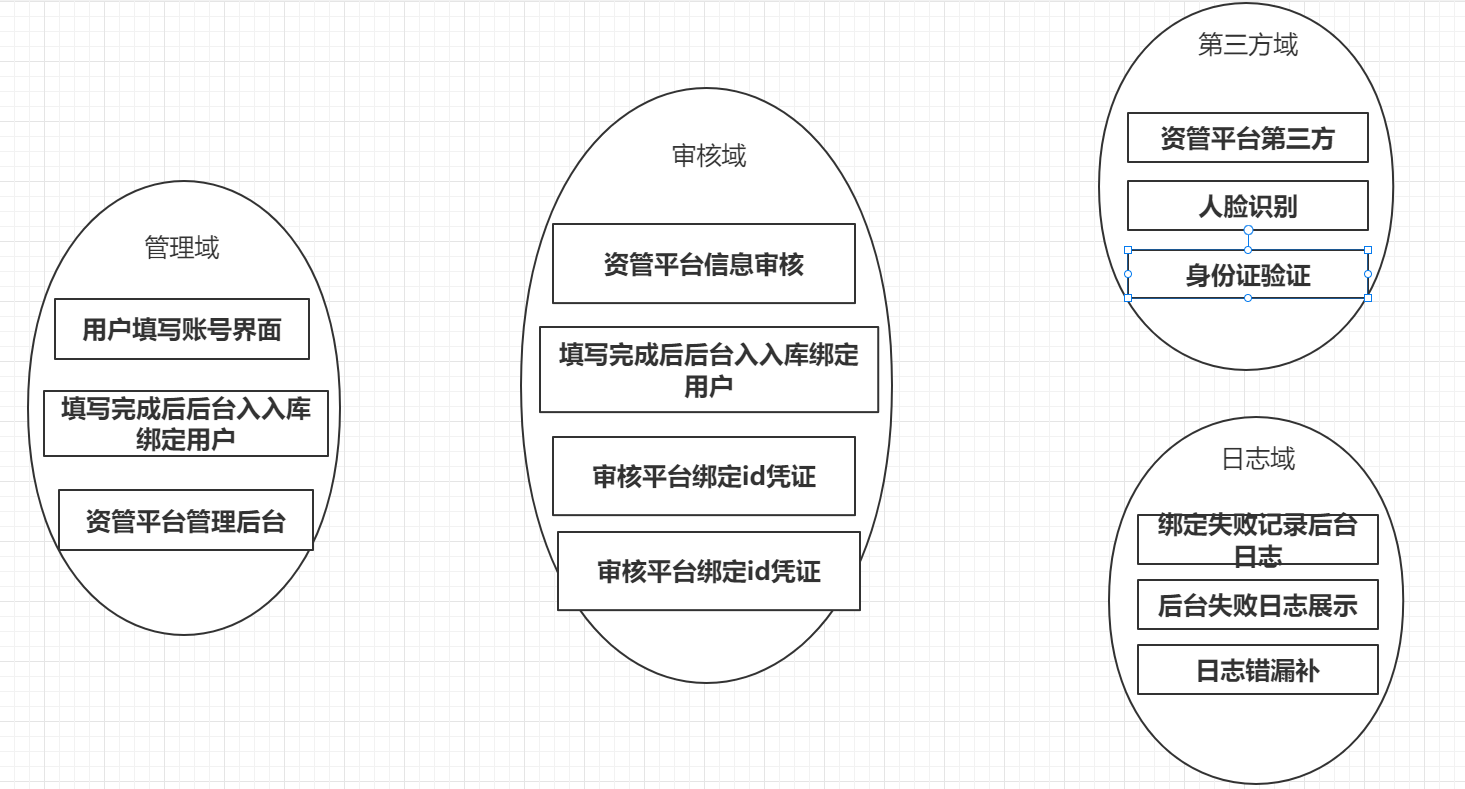 管理域
用户填写账号界面
填写完成后后台入入库
绑定用户
资管平台管理后台
审核域
资管平台信息审核
填写完成后后台入入库绑定
用户
审核平台绑定id凭证
审核平台绑定id凭证
第三方域
资管平台第三方
人脸识别
身份证验证
日志域
绑定失败记录后台
日志
后台失败日志展示
日志错漏补